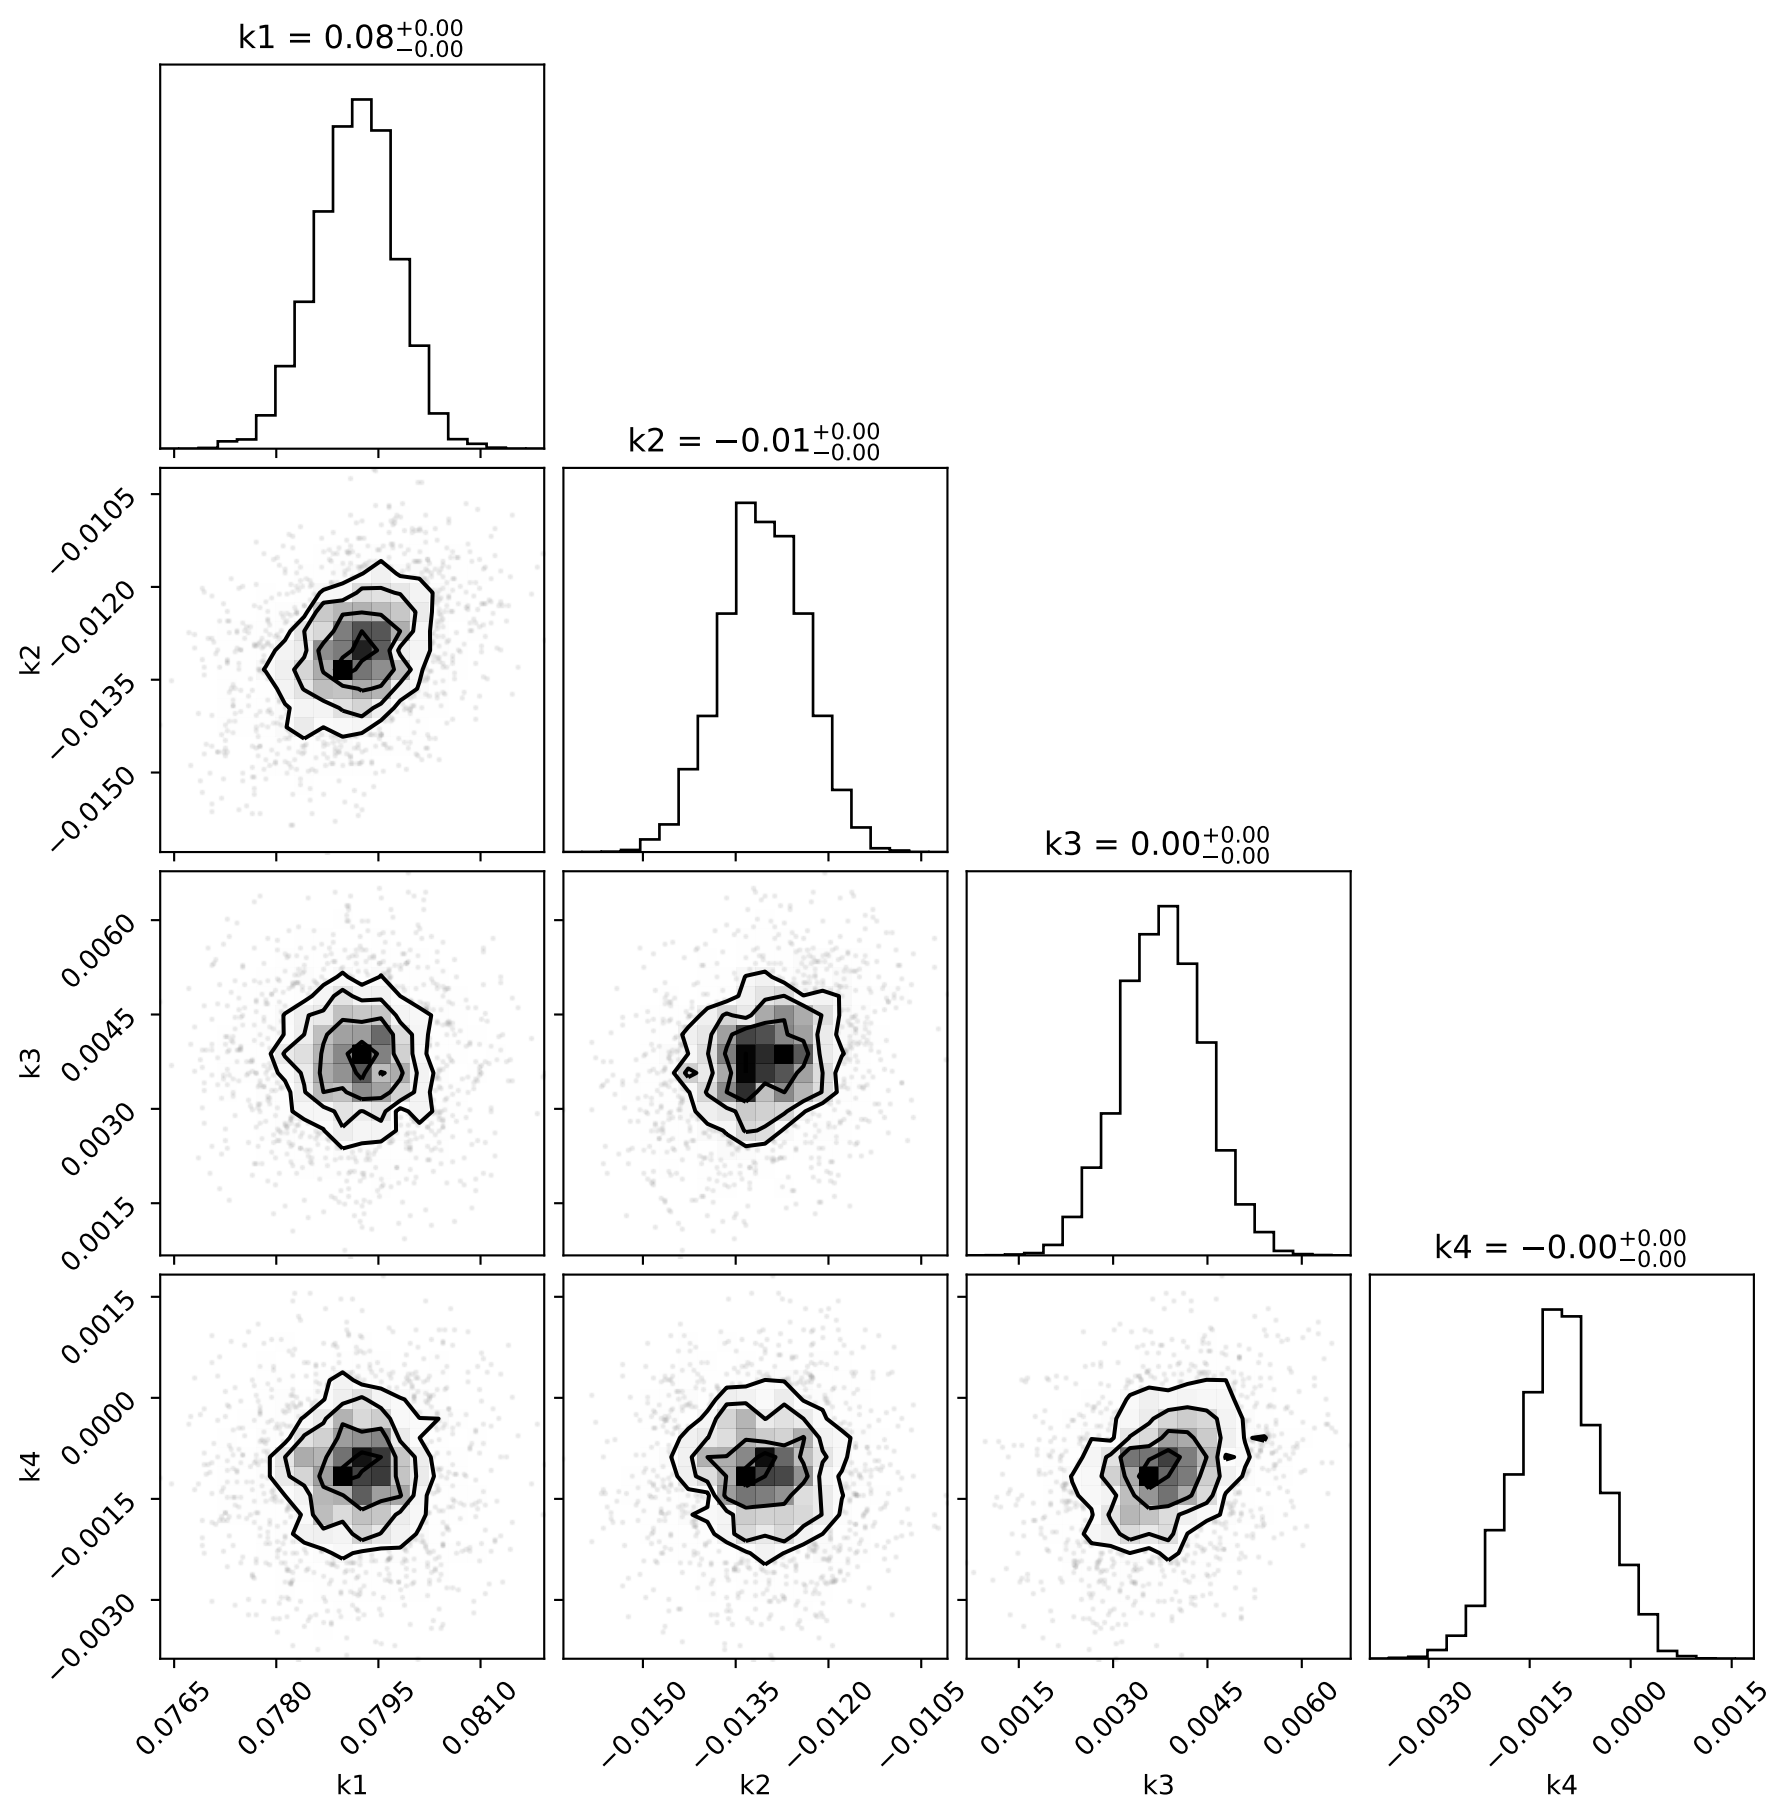 k1 = 0.08+0.00−0.00
k2 = −0.01+0.00−0.00
−0.0105
−0.0120
−0.0135
−0.0150
k2
k3 = 0.00+0.00−0.00
0.0060
0.0045
0.0030
0.0015
k3
k4 = −0.00+0.00−0.00
0.0015
0.0000
−0.0015
−0.0030
k4
0.0765 0.0780 0.0795 0.0810
−0.0150 −0.0135 −0.0120 −0.0105
0.0015 0.0030 0.0045 0.0060
−0.0030 −0.0015 0.0000 0.0015
k1 k2 k3 k4